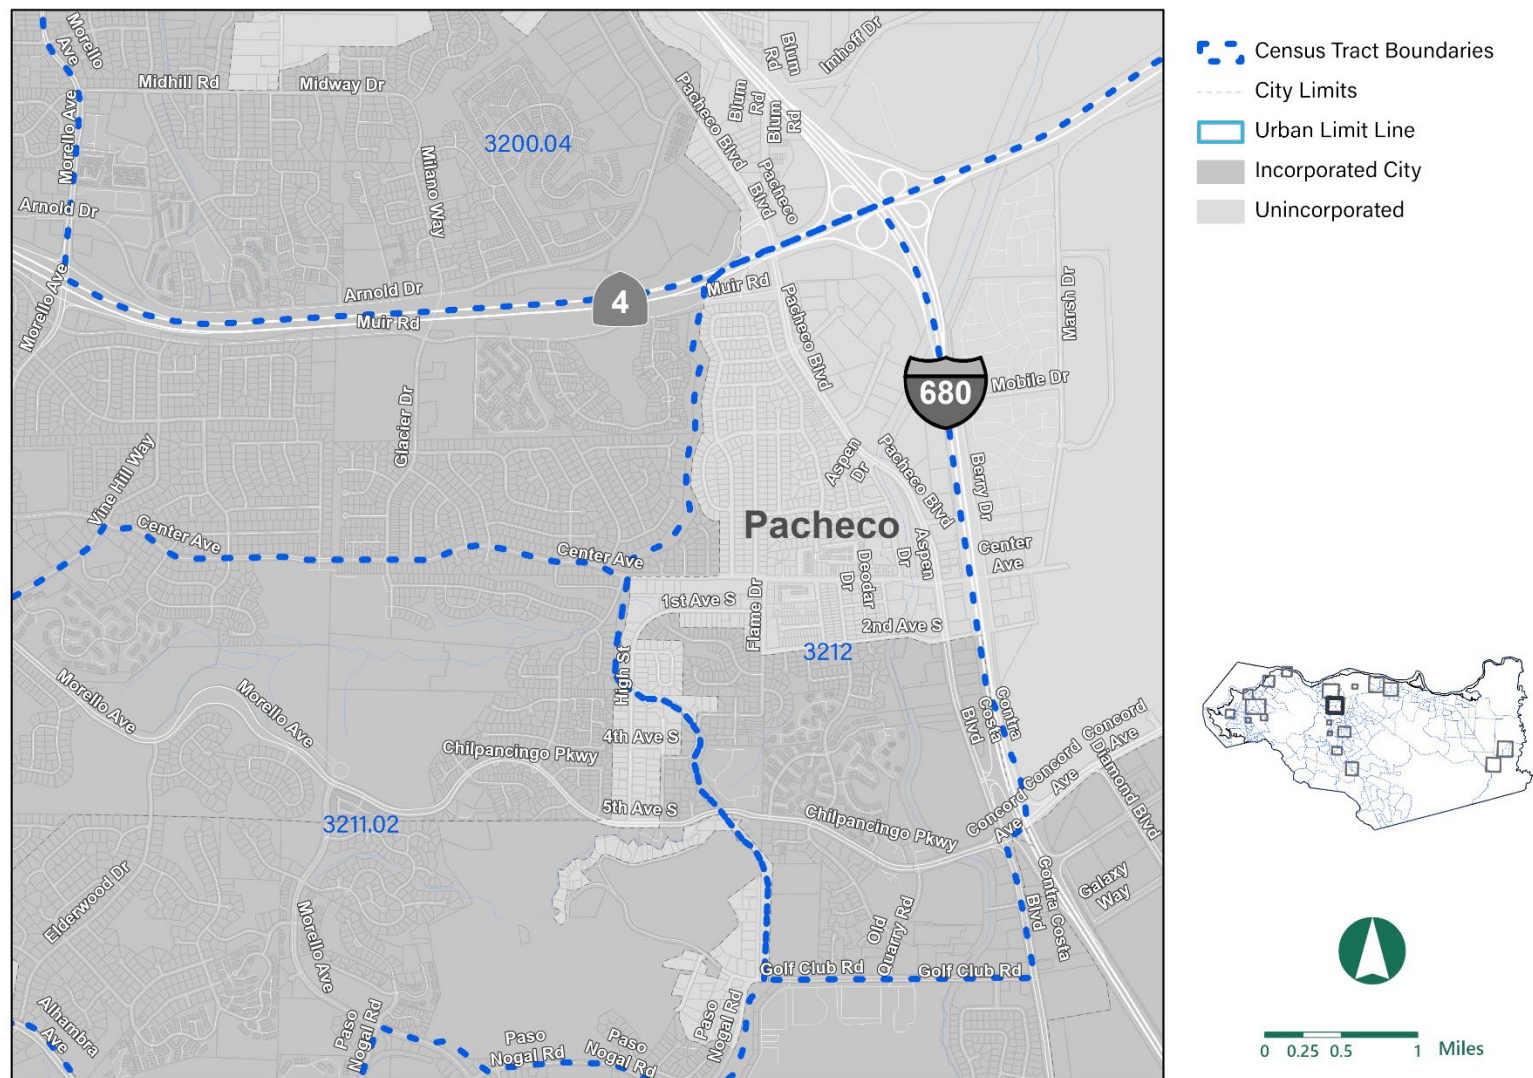 Morello
Ave
Midhill Rd
Midway Dr
Morello Ave
Arnold Dr
Morello Ave
Milano Way
3200.04
Pacheco Blvd
Blum
Rd
Imhoff Dr
Blum
Rd
Blum
Rd
Pacheco
Blvd
Arnold Dr
Muir Rd
4
Muir Rd
Pacheco Blvd
Marsh Dr
680
Mobile Dr
Glacier Dr
Vine Hill Way
Center Ave
Center Ave
Aspen
Dr
Pacheco Blvd
Berry Dr
Pacheco
Center
Ave
Aspen
Dr
Deodar
Dr
Flame Dr
1st Ave S
2nd Ave S
3212
High St
Morello Ave
Morello Ave
4th Ave S
Chilpancingo Pkwy
5th Ave S
Contra
Costa
Blvd
Concord
Ave
Concord
Ave
Concord
Ave
Diamond Blvd
Chilpancingo Pkwy
3211.02
Elderwood Dr
Morello Ave
Old
Quarry Rd
Galaxy
Way
Contra Costa
Blvd
Golf Club Rd
Golf Club Rd
Alhambra
Ave
Paso
Nogal Rd
Paso
Nogal Rd
Paso
Nogal Rd
Paso
Nogal Rd
Census Tract Boundaries
City Limits
Urban Limit Line
Incorporated City
Unincorporated
0 0.25 0.5 1 Miles